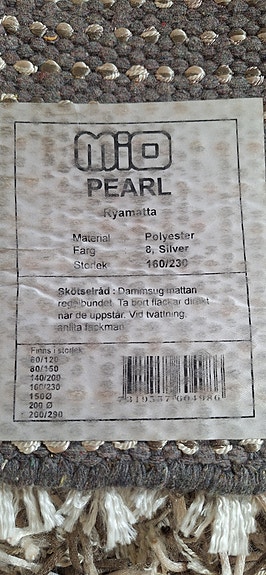 MIO
PEARL
Ryamatta
Material Polyester
Färg 8, Silver
Storlek 160/230
Skötselråd : Dammsug mattan
regelbundet. Ta bort fläckar direkt
när de uppstår. Vid tvättning,
anlita fackman.
Finns i storlek
60/120
80/150
140/200
160/230
150Ø
200 Ø
200/290
7319537604986